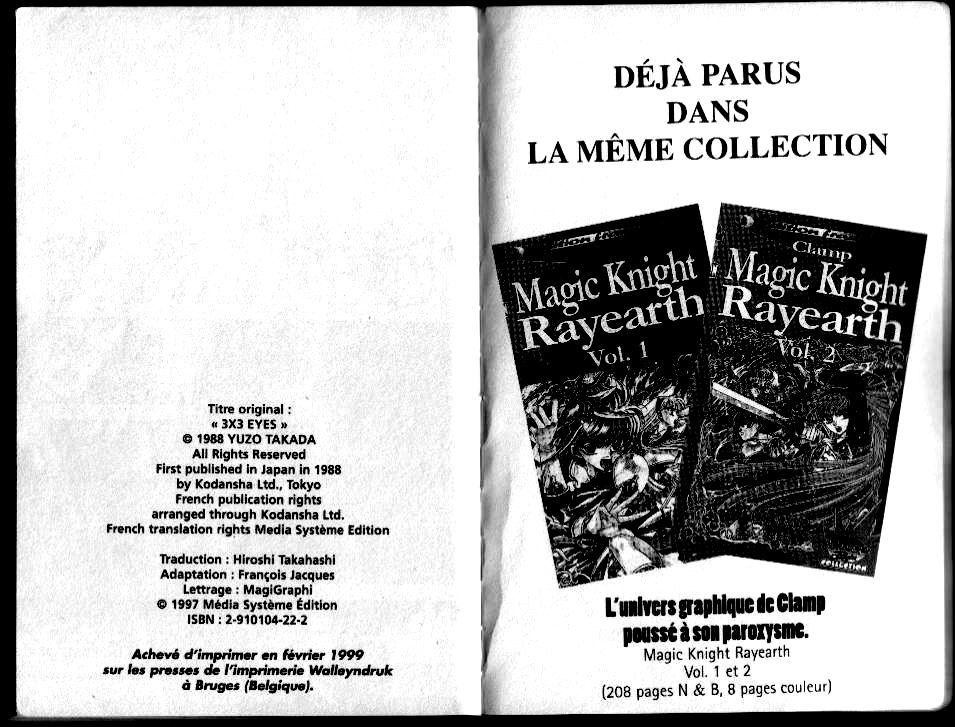 Titre original :
« 3X3 EYES »
© 1988 YUZO TAKADA
All Rights Reserved
First published in Japan in 1988
by Kodansha Ltd., Tokyo
French publication rights
arranged through Kodansha Ltd.
French translation rights Media Système Edition
Traduction : Hiroshi Takahashi
Adaptation : François Jacques
Lettrage : MagiGraphi
© 1997 Média Système Édition
ISBN : 2-910104-22-2
Achevé d'imprimer en février 1999
sur les presses de l'imprimerie Walleyndruk
à Bruges (Belgique).
DÉJÀ PARUS
DANS
LA MÊME COLLECTION
Magic Knight
Rayearth
Vol. 1
Clamp
Magic Knight
Rayearth
Vol. 2
COLLECTION
L'univers graphique de Clamp
poussé à son paroxysme.
Magic Knight Rayearth
Vol. 1 et 2
(208 pages N & B, 8 pages couleur)